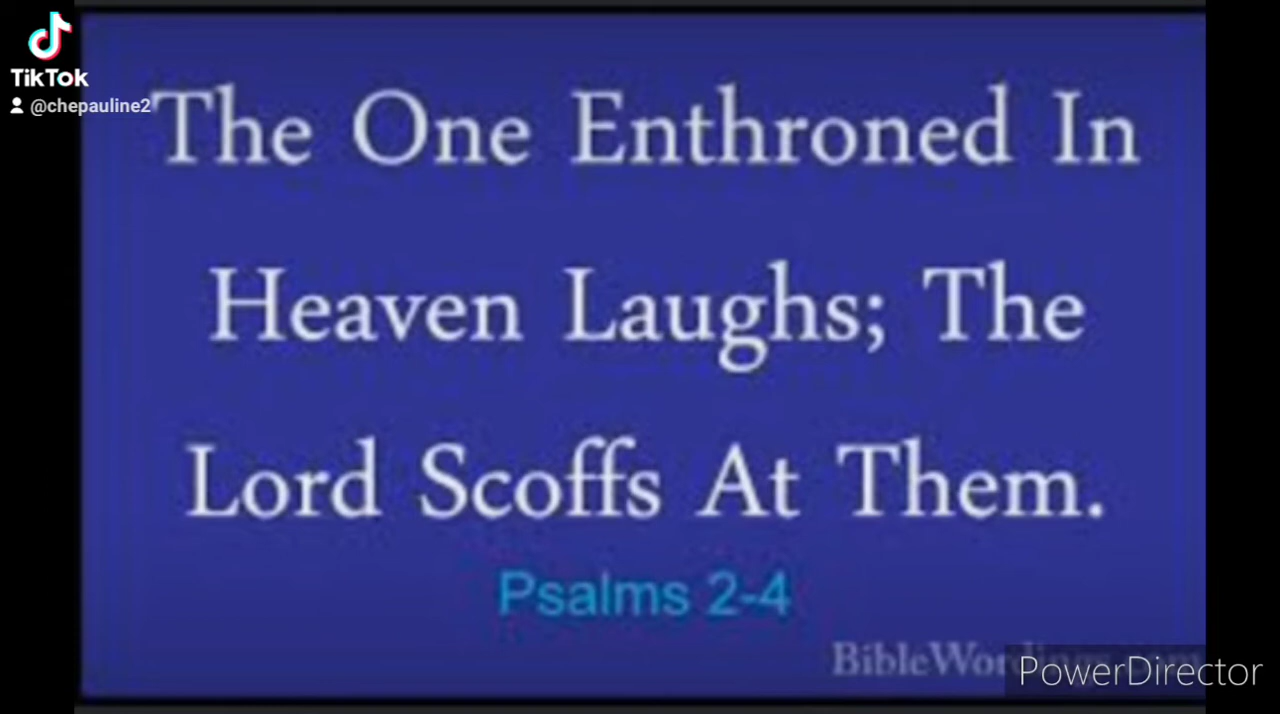 TikTok
@chepauline2
The One Enthroned In
Heaven Laughs; The
Lord Scoffs At Them.
Psalms 2-4
PowerDirector